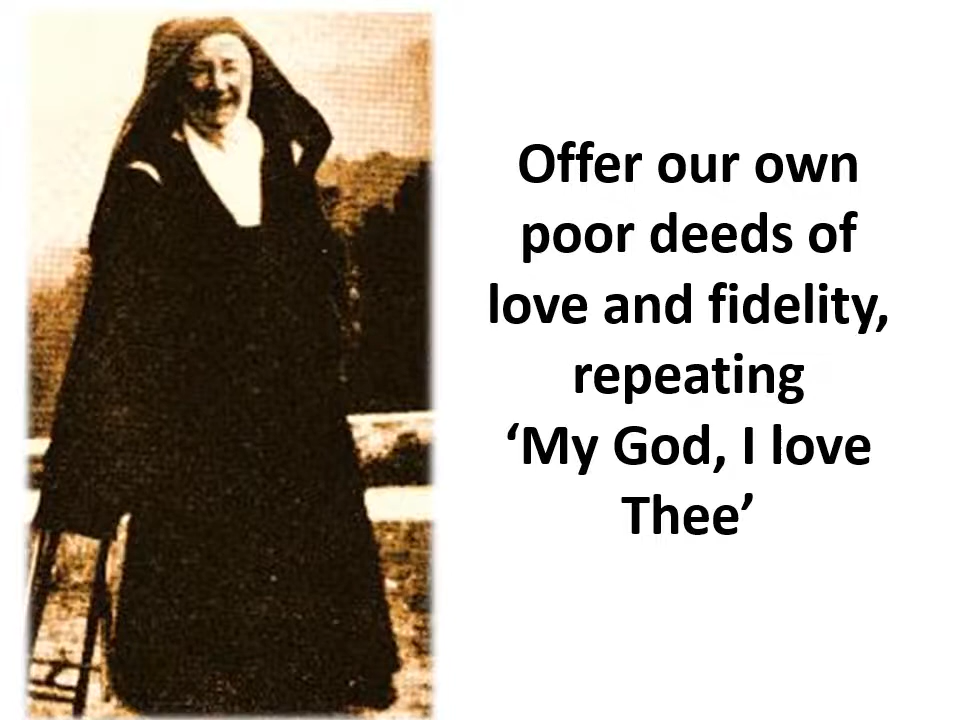 Offer our own
poor deeds of
love and fidelity,
repeating
‘My God, I love
Thee’